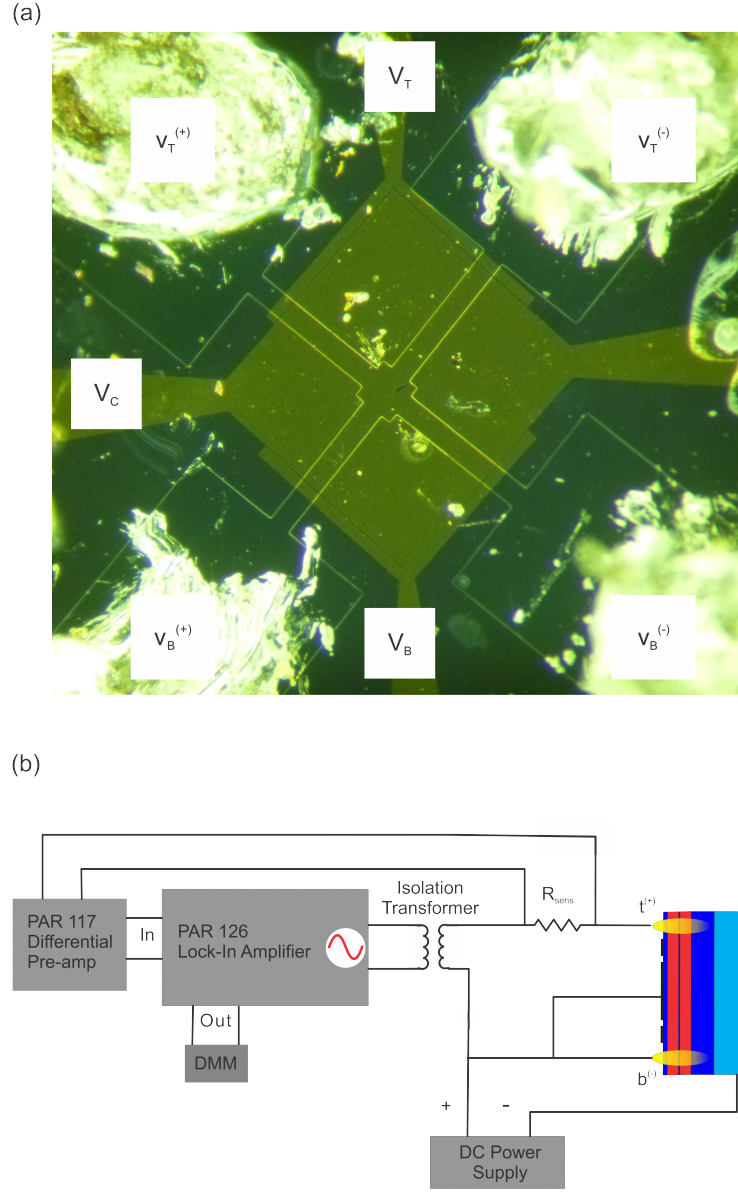 (a)
V_T
v_T^(+)
v_T^(-)
V_C
v_B^(+)
V_B
v_B^(-)
(b)
Isolation
Transformer
R_sens
t^(+)
PAR 117
Differential
Pre-amp
In
PAR 126
Lock-In Amplifier
Out
DMM
b^(-)
+
-
DC Power
Supply